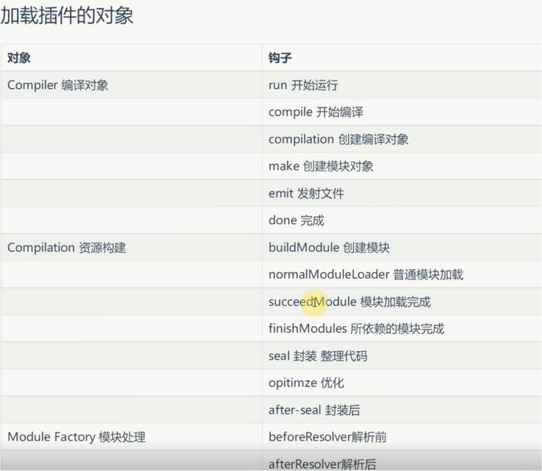 加载插件的对象
对象 钩子
Compiler 编译对象 run 开始运行
compile 开始编译
compilation 创建编译对象
make 创建模块对象
emit 发射文件
done 完成
Compilation 资源构建 buildModule 创建模块
normalModuleLoader 普通模块加载
succeedModule 模块加载完成
finishModules 所依赖的模块完成
seal 封装 整理代码
opitimze 优化
after-seal 封装后
Module Factory 模块处理 beforeResolver解析前
afterResolver解析后